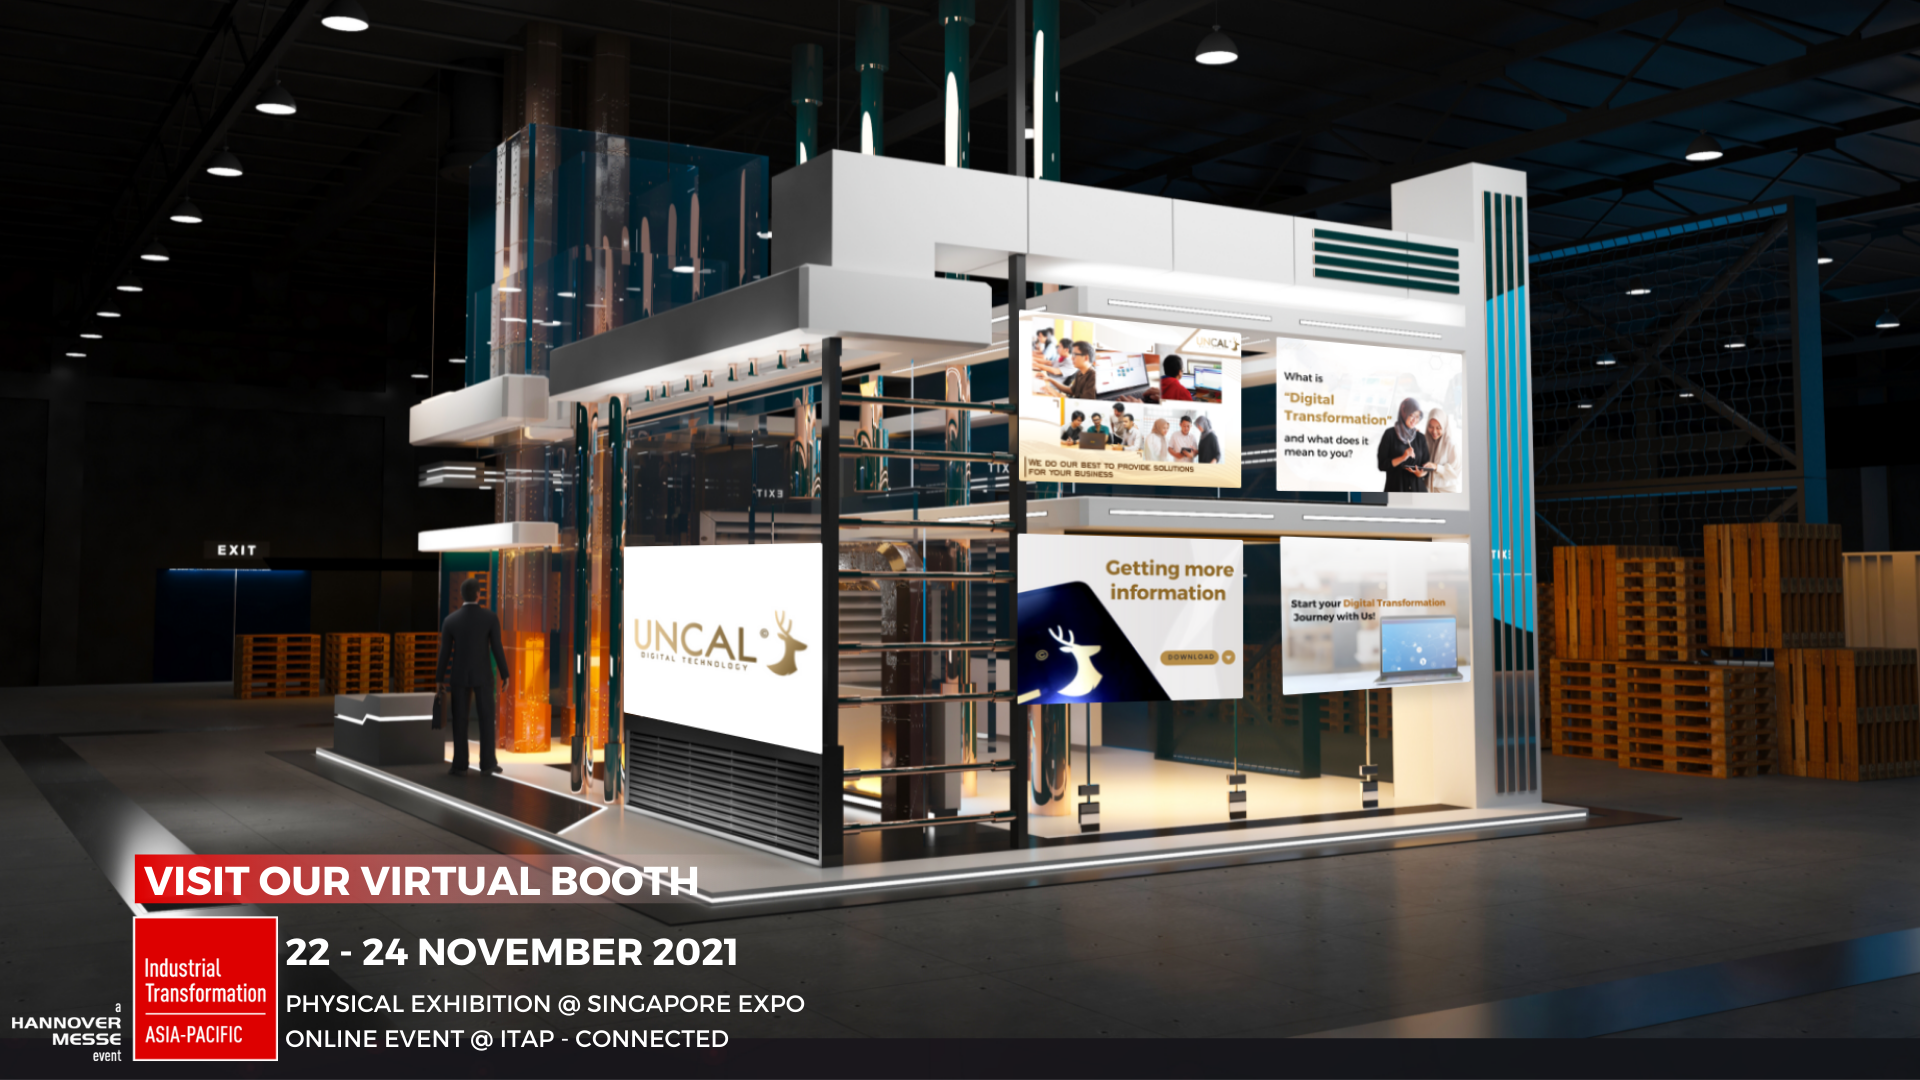 UNCAL
WE DO OUR BEST TO PROVIDE SOLUTIONS
FOR YOUR BUSINESS
What is
"Digital
Transformation"
and what does it
mean to you?
TIX
EXIT
EXIT
Getting more
information
DOWNLOAD
Start your Digital Transformation
Journey with Us!
UNCAL
DIGITAL TECHNOLOGY
VISIT OUR VIRTUAL BOOTH
22 - 24 NOVEMBER 2021
Industrial
Transformation
ASIA-PACIFIC
a
HANNOVER
MESSE
event
PHYSICAL EXHIBITION @ SINGAPORE EXPO
ONLINE EVENT @ ITAP - CONNECTED